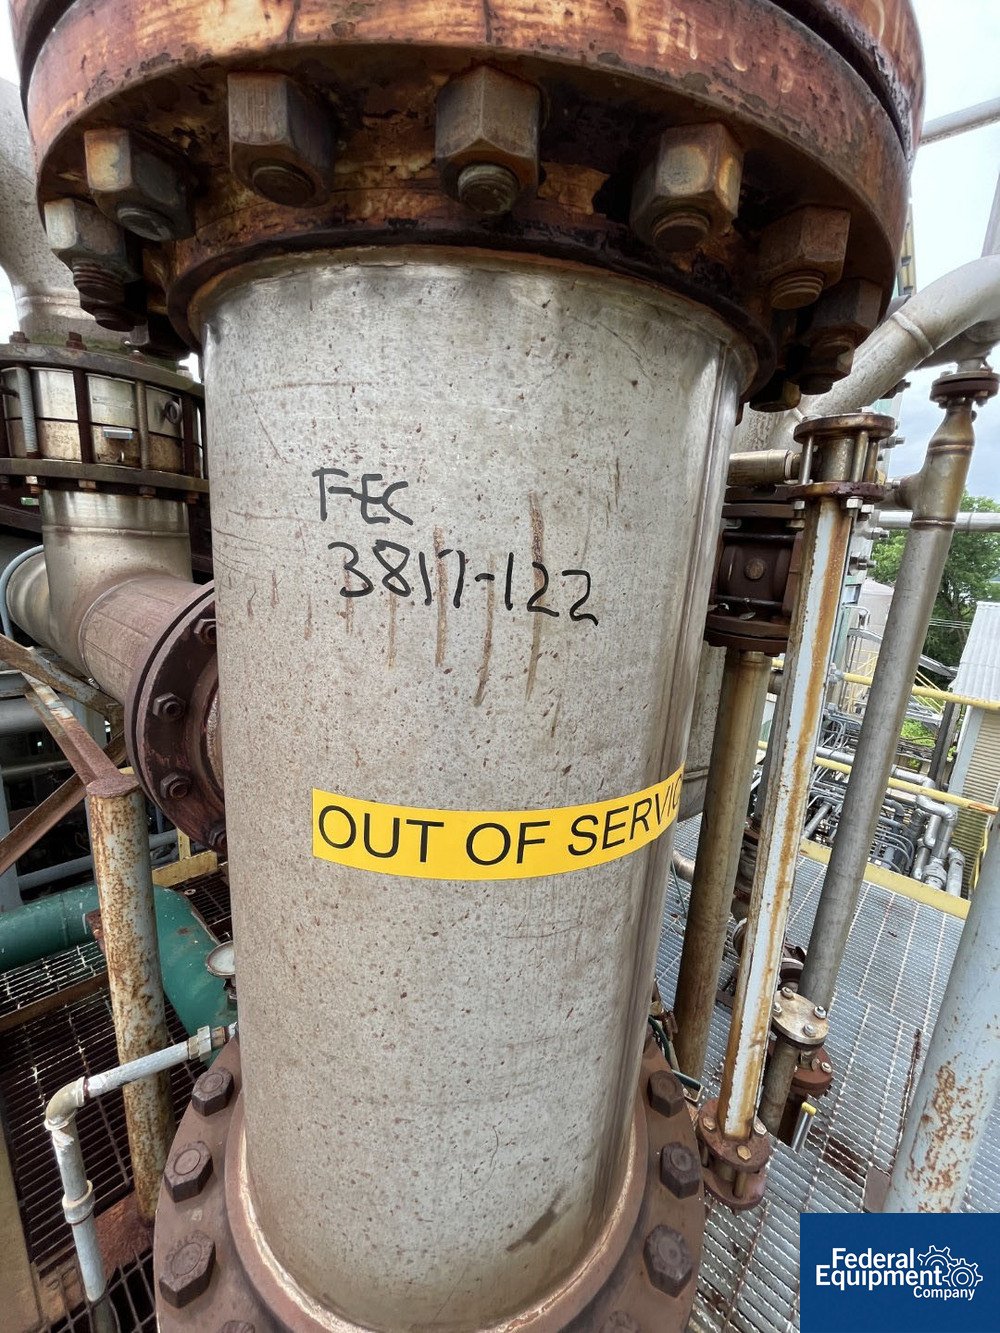 FEC
3817-122
OUT OF SERVIC
Federal
Equipment
Company